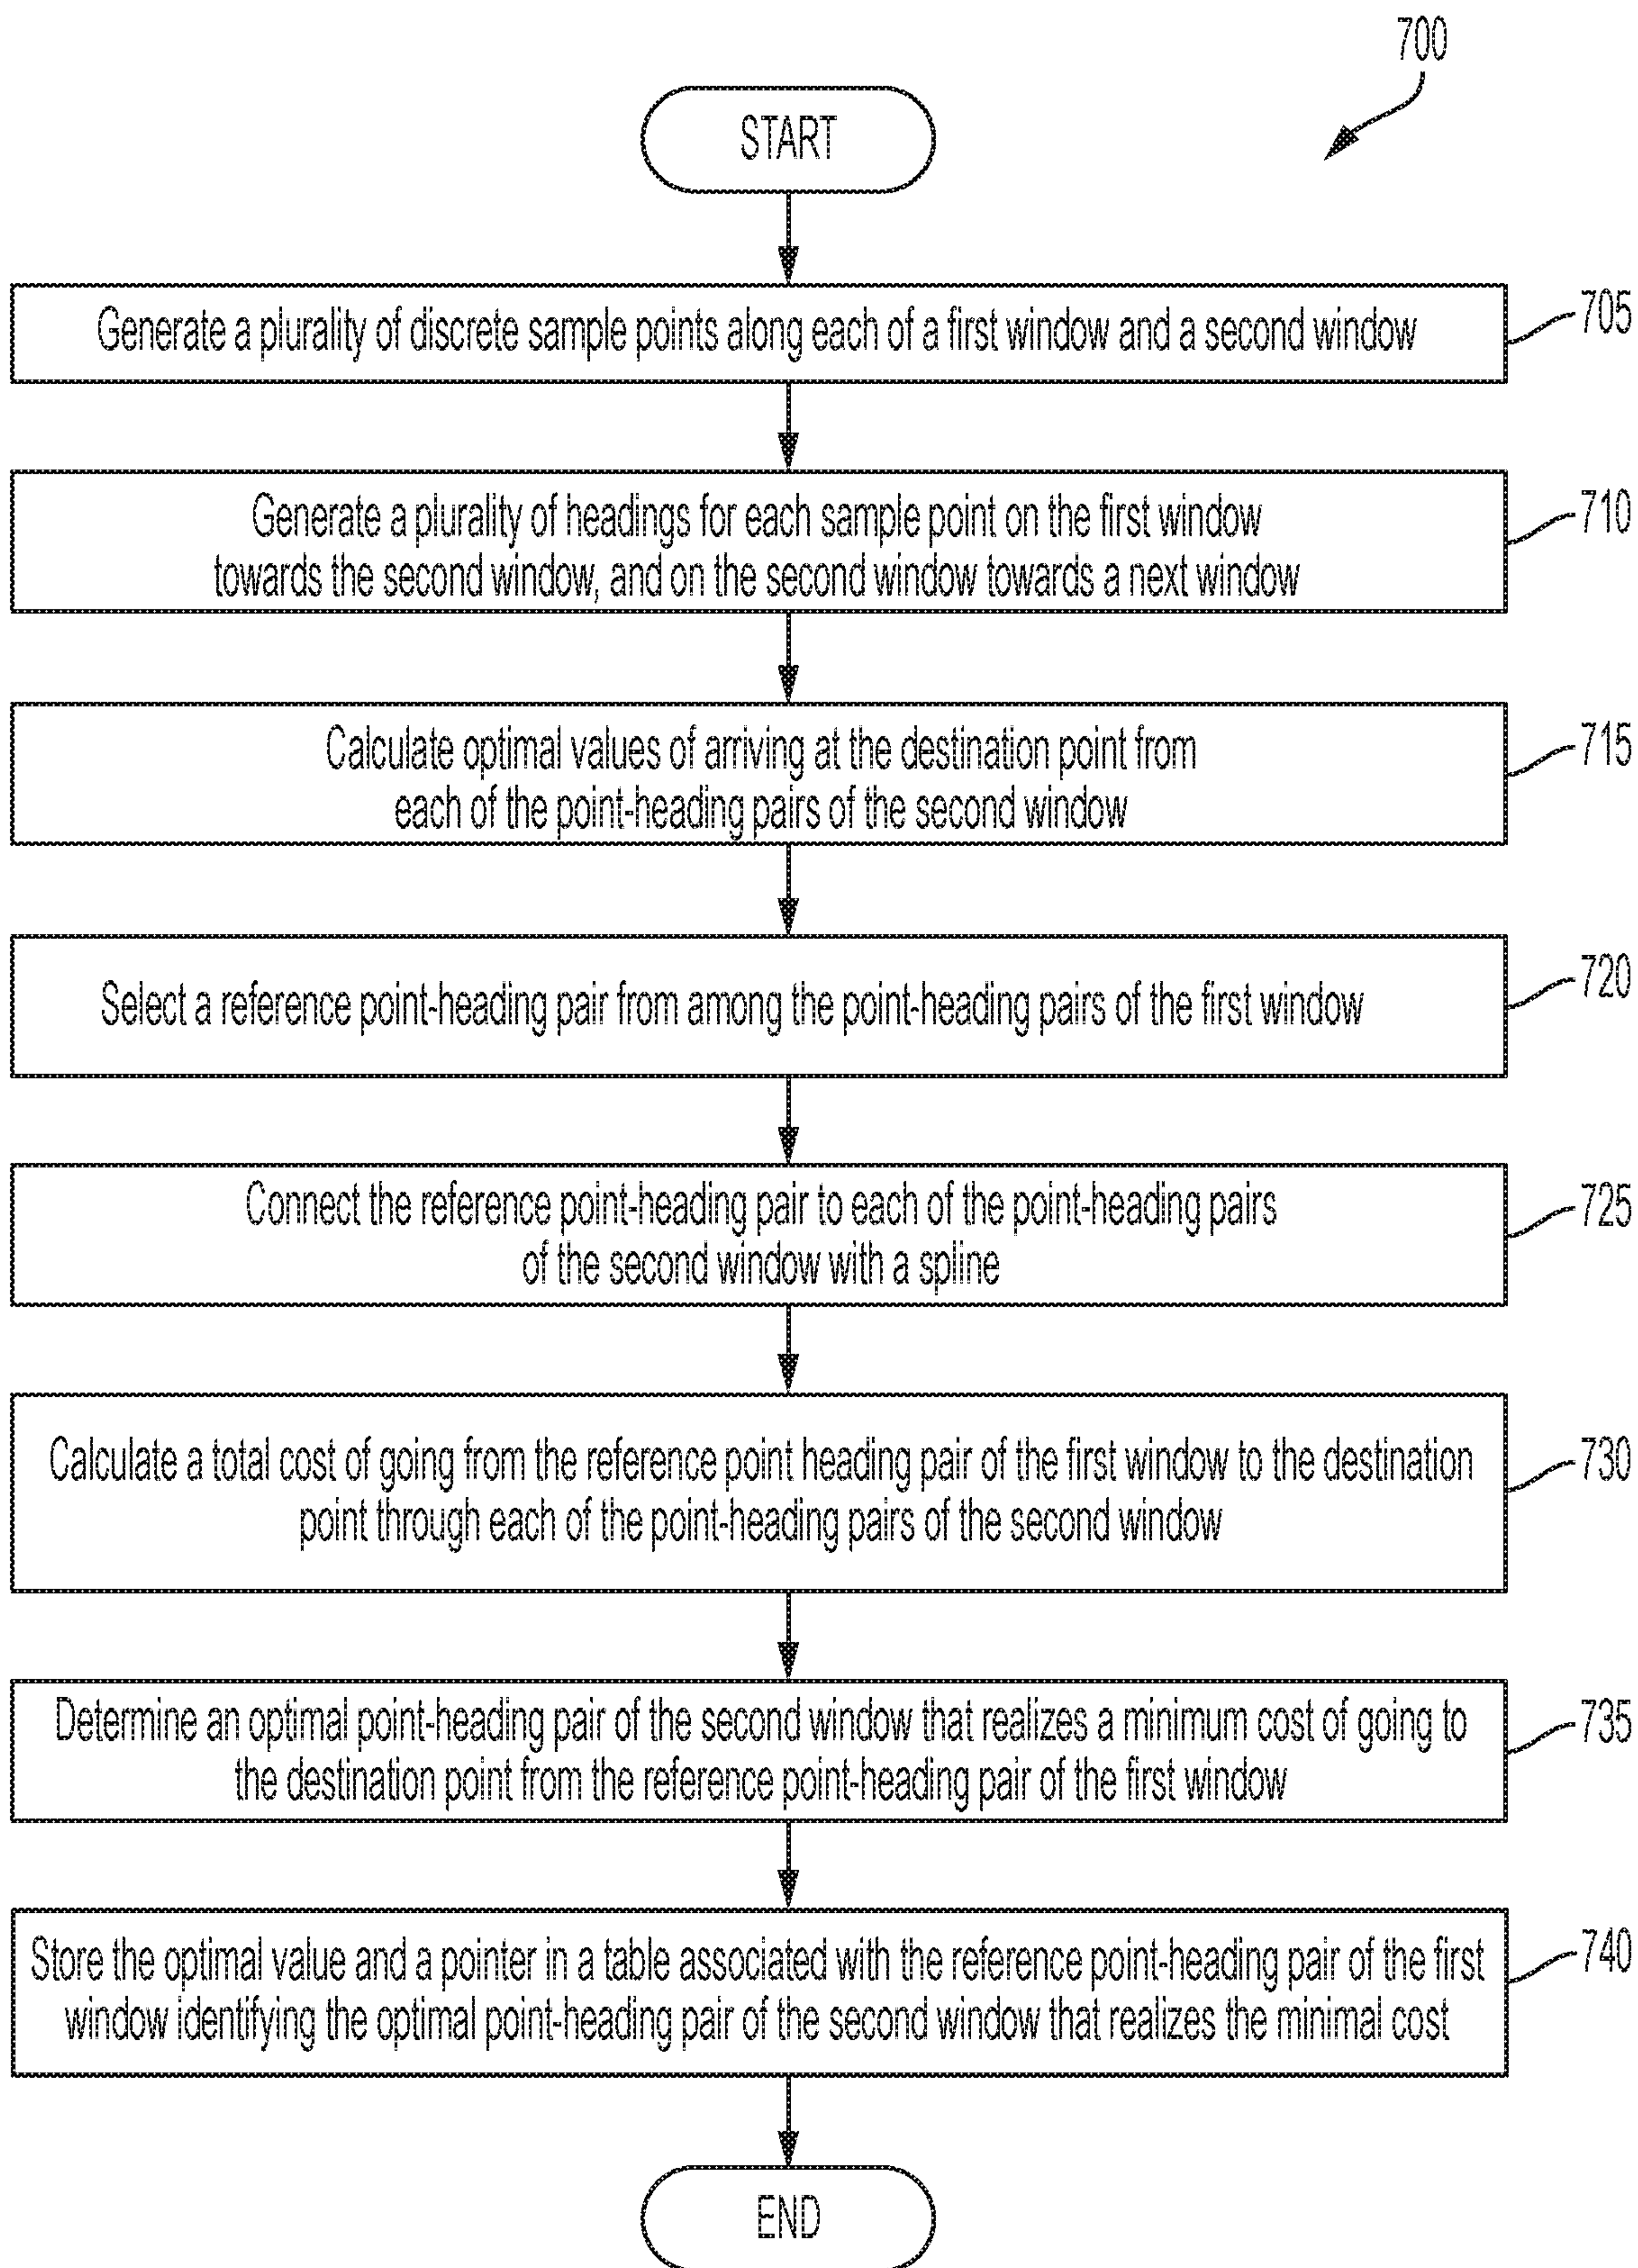 700
START
Generate a plurality of discrete sample points along each of a first window and a second window
705
Generate a plurality of headings for each sample point on the first window
towards the second window, and on the second window towards a next window
710
Calculate optimal values of arriving at the destination point from
each of the point-heading pairs of the second window
715
Select a reference point-heading pair from among the point-heading pairs of the first window
720
Connect the reference point-heading pair to each of the point-heading pairs
of the second window with a spline
725
Calculate a total cost of going from the reference point heading pair of the first window to the destination
point through each of the point-heading pairs of the second window
730
Determine an optimal point-heading pair of the second window that realizes a minimum cost of going to
the destination point from the reference point-heading pair of the first window
735
Store the optimal value and a pointer in a table associated with the reference point-heading pair of the first
window identifying the optimal point-heading pair of the second window that realizes the minimal cost
740
END